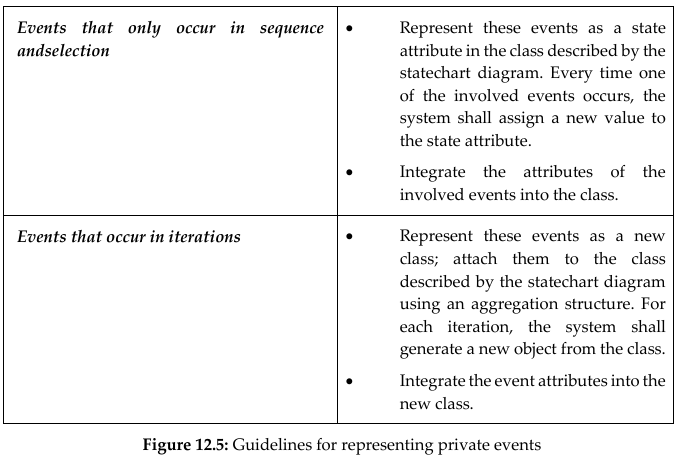 Events that only occur in sequence
andselection
• Represent these events as a state
attribute in the class described by the
statechart diagram. Every time one
of the involved events occurs, the
system shall assign a new value to
the state attribute.
• Integrate the attributes of the
involved events into the class.
Events that occur in iterations
• Represent these events as a new
class; attach them to the class
described by the statechart diagram
using an aggregation structure. For
each iteration, the system shall
generate a new object from the class.
• Integrate the event attributes into the
new class.
Figure 12.5: Guidelines for representing private events